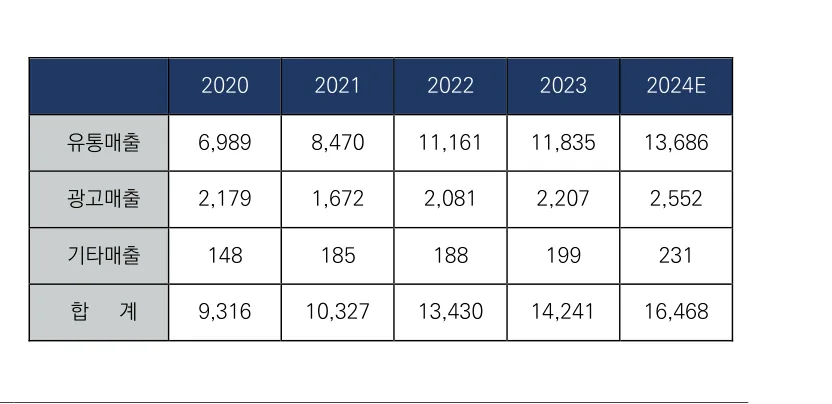 2020 2021 2022 2023 2024E
유통매출 6,989 8,470 11,161 11,835 13,686
광고매출 2,179 1,672 2,081 2,207 2,552
기타매출 148 185 188 199 231
합 계 9,316 10,327 13,430 14,241 16,468